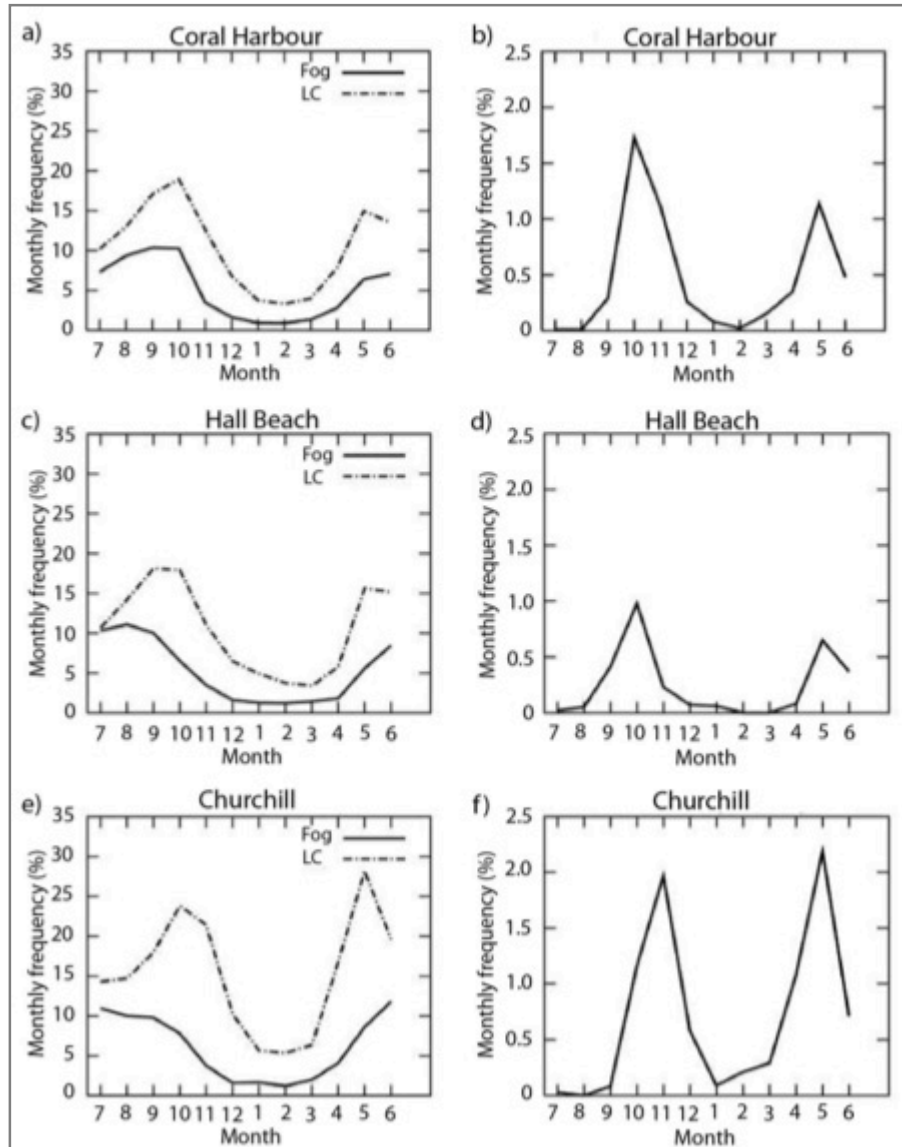 a) Coral Harbour
Monthly frequency (%)
35
30
25
20
15
10
5
0
Fog
LC
7 8 9 10 11 12 1 2 3 4 5 6
Month
b) Coral Harbour
Monthly frequency (%)
2.5
2.0
1.5
1.0
0.5
0
7 8 9 10 11 12 1 2 3 4 5 6
Month
c) Hall Beach
Monthly frequency (%)
35
30
25
20
15
10
5
0
Fog
LC
7 8 9 10 11 12 1 2 3 4 5 6
Month
d) Hall Beach
Monthly frequency (%)
2.5
2.0
1.5
1.0
0.5
0
7 8 9 10 11 12 1 2 3 4 5 6
Month
e) Churchill
Monthly frequency (%)
35
30
25
20
15
10
5
0
Fog
LC
7 8 9 10 11 12 1 2 3 4 5 6
Month
f) Churchill
Monthly frequency (%)
2.5
2.0
1.5
1.0
0.5
0
7 8 9 10 11 12 1 2 3 4 5 6
Month